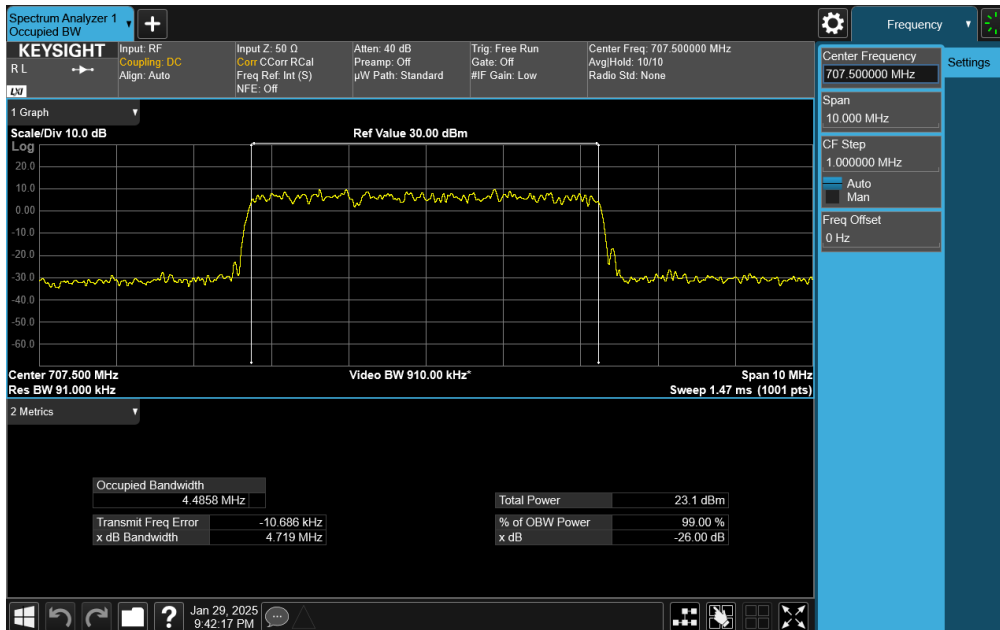 Spectrum Analyzer 1
Occupied BW
Frequency
KEYSIGHT
R L
LXI
Input: RF
Coupling: DC
Align: Auto
Input Z: 50 Ω
Corr CCorr RCal
Freq Ref: Int (S)
NFE: Off
Atten: 40 dB
Preamp: Off
µW Path: Standard
Trig: Free Run
Gate: Off
#IF Gain: Low
Center Freq: 707.500000 MHz
Avg|Hold: 10/10
Radio Std: None
Center Frequency
707.500000 MHz
Settings
Span
10.000 MHz
CF Step
1.000000 MHz
Auto
Man
Freq Offset
0 Hz
1 Graph
Scale/Div 10.0 dB
Ref Value 30.00 dBm
Log
20.0
10.0
0.00
-10.0
-20.0
-30.0
-40.0
-50.0
-60.0
Center 707.500 MHz
Video BW 910.00 kHz*
Span 10 MHz
Res BW 91.000 kHz
Sweep 1.47 ms (1001 pts)
2 Metrics
Occupied Bandwidth
4.4858 MHz
Total Power 23.1 dBm
Transmit Freq Error -10.686 kHz
% of OBW Power 99.00 %
x dB Bandwidth 4.719 MHz
x dB -26.00 dB
Jan 29, 2025
9:42:17 PM